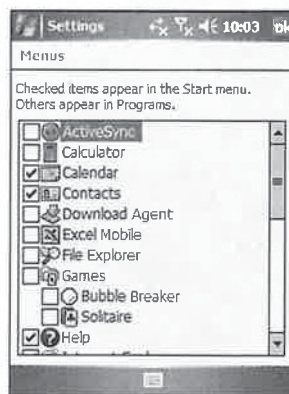 Settings 10:03 ok
Menus
Checked items appear in the Start menu.
Others appear in Programs.
ActiveSync
Calculator
Calendar
Contacts
Download Agent
Excel Mobile
File Explorer
Games
Bubble Breaker
Solitaire
Help